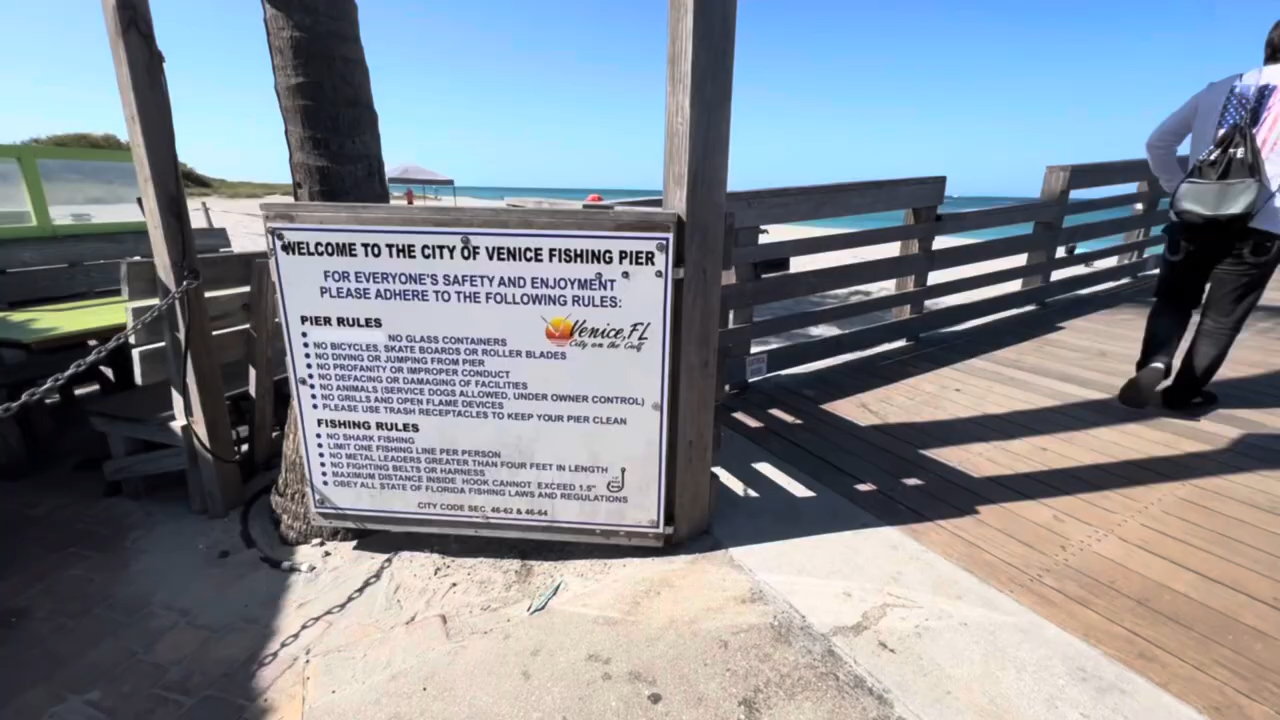 WELCOME TO THE CITY OF VENICE FISHING PIER
FOR EVERYONE'S SAFETY AND ENJOYMENT
PLEASE ADHERE TO THE FOLLOWING RULES:
Venice, FL
City on the Gulf
PIER RULES
• NO GLASS CONTAINERS
• NO BICYCLES, SKATE BOARDS OR ROLLER BLADES
• NO DIVING OR JUMPING FROM PIER
• NO PROFANITY OR IMPROPER CONDUCT
• NO DEFACING OR DAMAGING OF FACILITIES
• NO ANIMALS (SERVICE DOGS ALLOWED, UNDER OWNER CONTROL)
• NO GRILLS AND OPEN FLAME DEVICES
• PLEASE USE TRASH RECEPTACLES TO KEEP YOUR PIER CLEAN
FISHING RULES
• NO SHARK FISHING
• LIMIT ONE FISHING LINE PER PERSON
• NO METAL LEADERS GREATER THAN FOUR FEET IN LENGTH
• NO FIGHTING BELTS OR HARNESS
• MAXIMUM DISTANCE INSIDE HOOK CANNOT EXCEED 1.5"
• OBEY ALL STATE OF FLORIDA FISHING LAWS AND REGULATIONS
CITY CODE SEC. 46-62 & 46-64